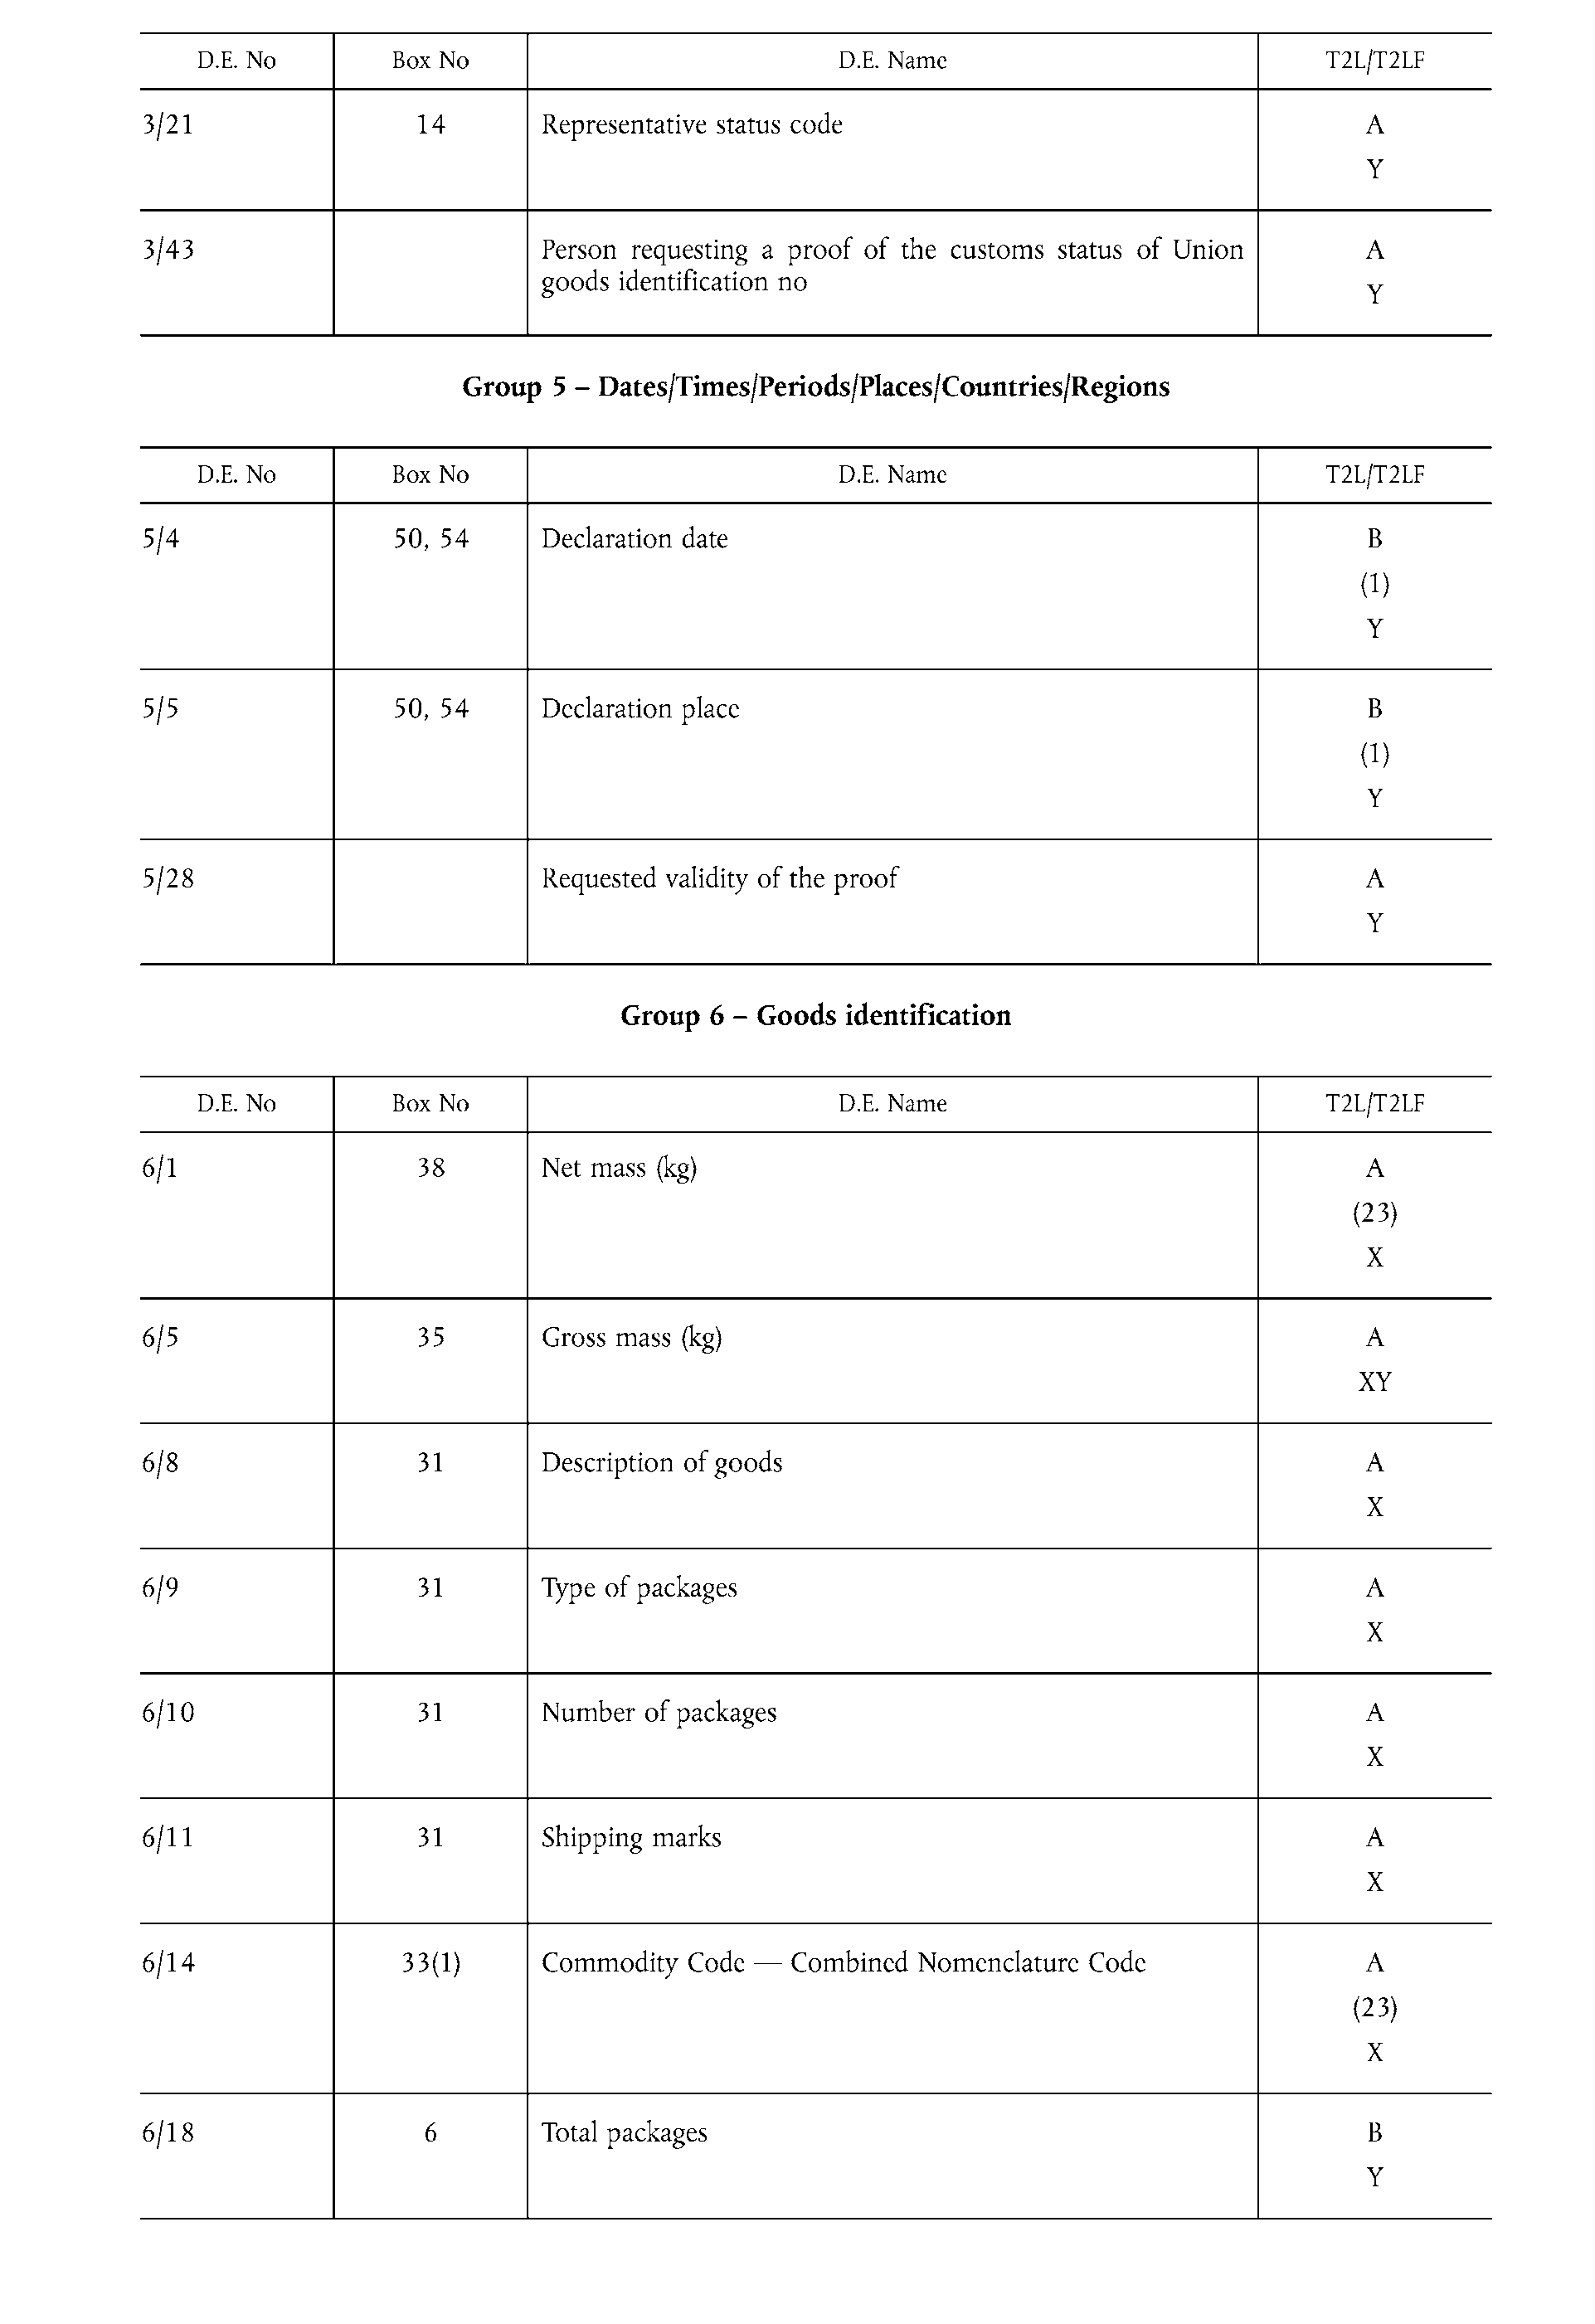 D.E. No Box No D.E. Name T2L/T2LF
3/21 14 Representative status code A
Y
3/43 Person requesting a proof of the customs status of Union A
goods identification no
Y
Group 5 – Dates/Times/Periods/Places/Countries/Regions
D.E. No Box No D.E. Name T2L/T2LF
5/4 50, 54 Declaration date B
(1)
Y
5/5 50, 54 Declaration place B
(1)
Y
5/28 Requested validity of the proof A
Y
Group 6 – Goods identification
D.E. No Box No D.E. Name T2L/T2LF
6/1 38 Net mass (kg) A
(23)
X
6/5 35 Gross mass (kg) A
XY
6/8 31 Description of goods A
X
6/9 31 Type of packages A
X
6/10 31 Number of packages A
X
6/11 31 Shipping marks A
X
6/14 33(1) Commodity Code — Combined Nomenclature Code A
(23)
X
6/18 6 Total packages B
Y